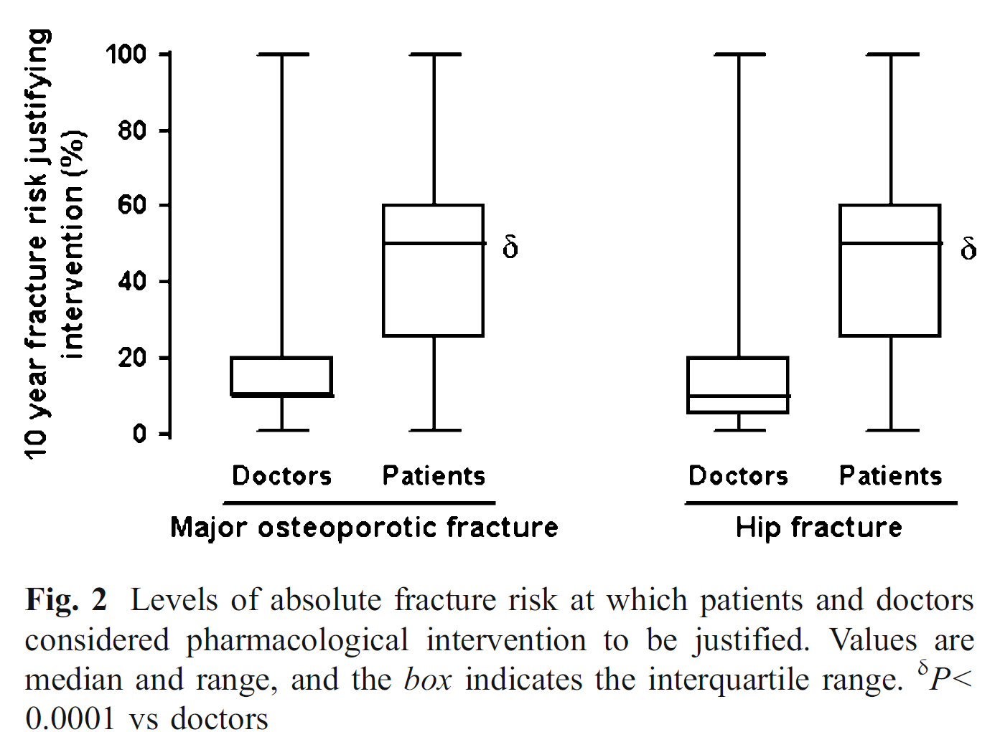 10 year fracture risk justifying
intervention (%)
100
80
60
40
20
0
δ
δ
Doctors
Patients
Doctors
Patients
Major osteoporotic fracture
Hip fracture
Fig. 2 Levels of absolute fracture risk at which patients and doctors
considered pharmacological intervention to be justified. Values are
median and range, and the box indicates the interquartile range. δP<
0.0001 vs doctors